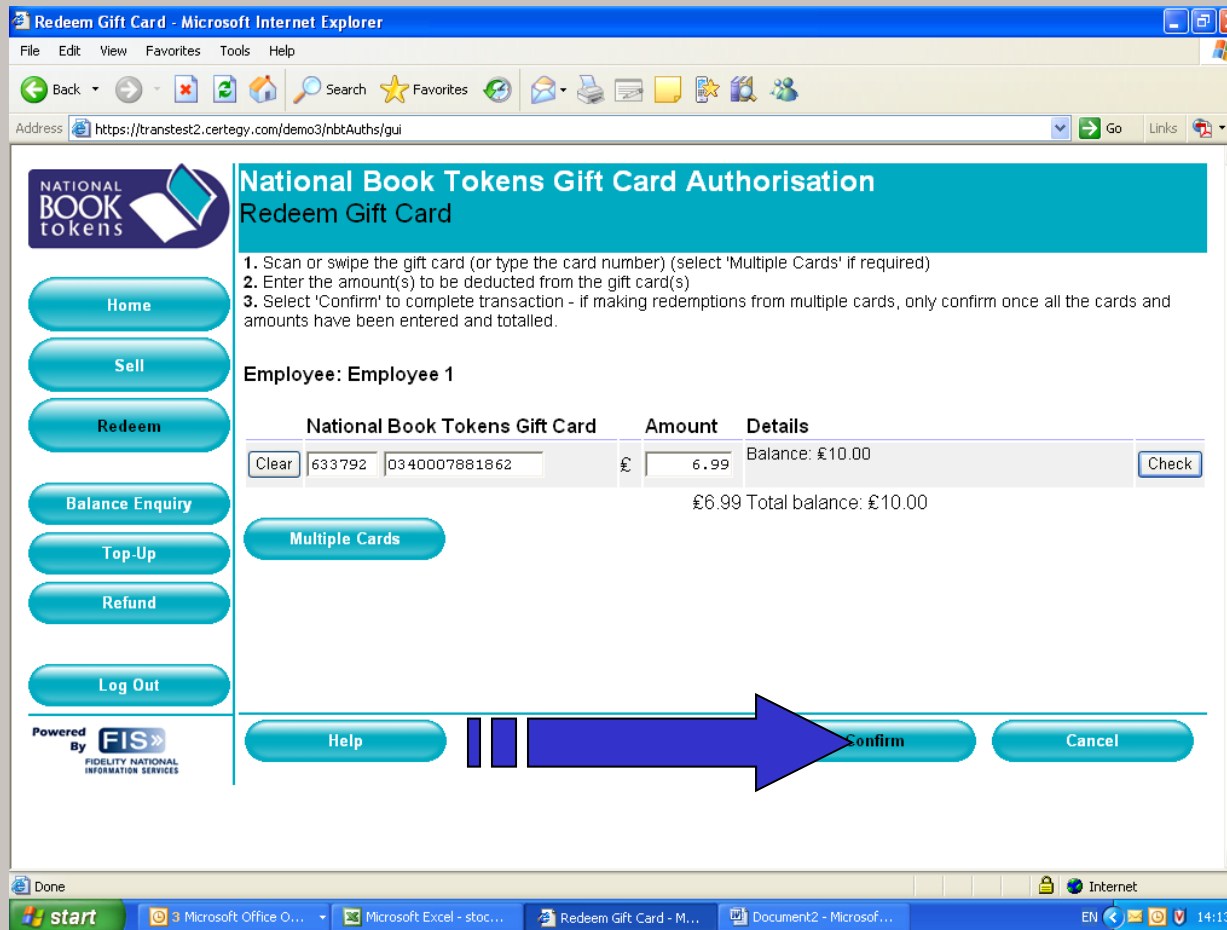 Redeem Gift Card - Microsoft Internet Explorer
File Edit View Favorites Tools Help
Back Search Favorites
Address https://transtest2.certegy.com/demo3/nbtAuths/gui Go Links
NATIONAL
BOOK
tokens
National Book Tokens Gift Card Authorisation
Redeem Gift Card
1. Scan or swipe the gift card (or type the card number) (select 'Multiple Cards' if required)
2. Enter the amount(s) to be deducted from the gift card(s)
3. Select 'Confirm' to complete transaction - if making redemptions from multiple cards, only confirm once all the cards and
amounts have been entered and totalled.
Home
Sell
Redeem
Balance Enquiry
Top-Up
Refund
Log Out
Employee: Employee 1
National Book Tokens Gift Card Amount Details
Clear 633792 0340007881862 £ 6.99 Balance: £10.00 Check
£6.99 Total balance: £10.00
Multiple Cards
Powered
By FIS»
FIDELITY NATIONAL
INFORMATION SERVICES
Help Confirm Cancel
Done Internet
start 3 Microsoft Office O... Microsoft Excel - stoc... Redeem Gift Card - M... Document2 - Microsof... EN 14:13